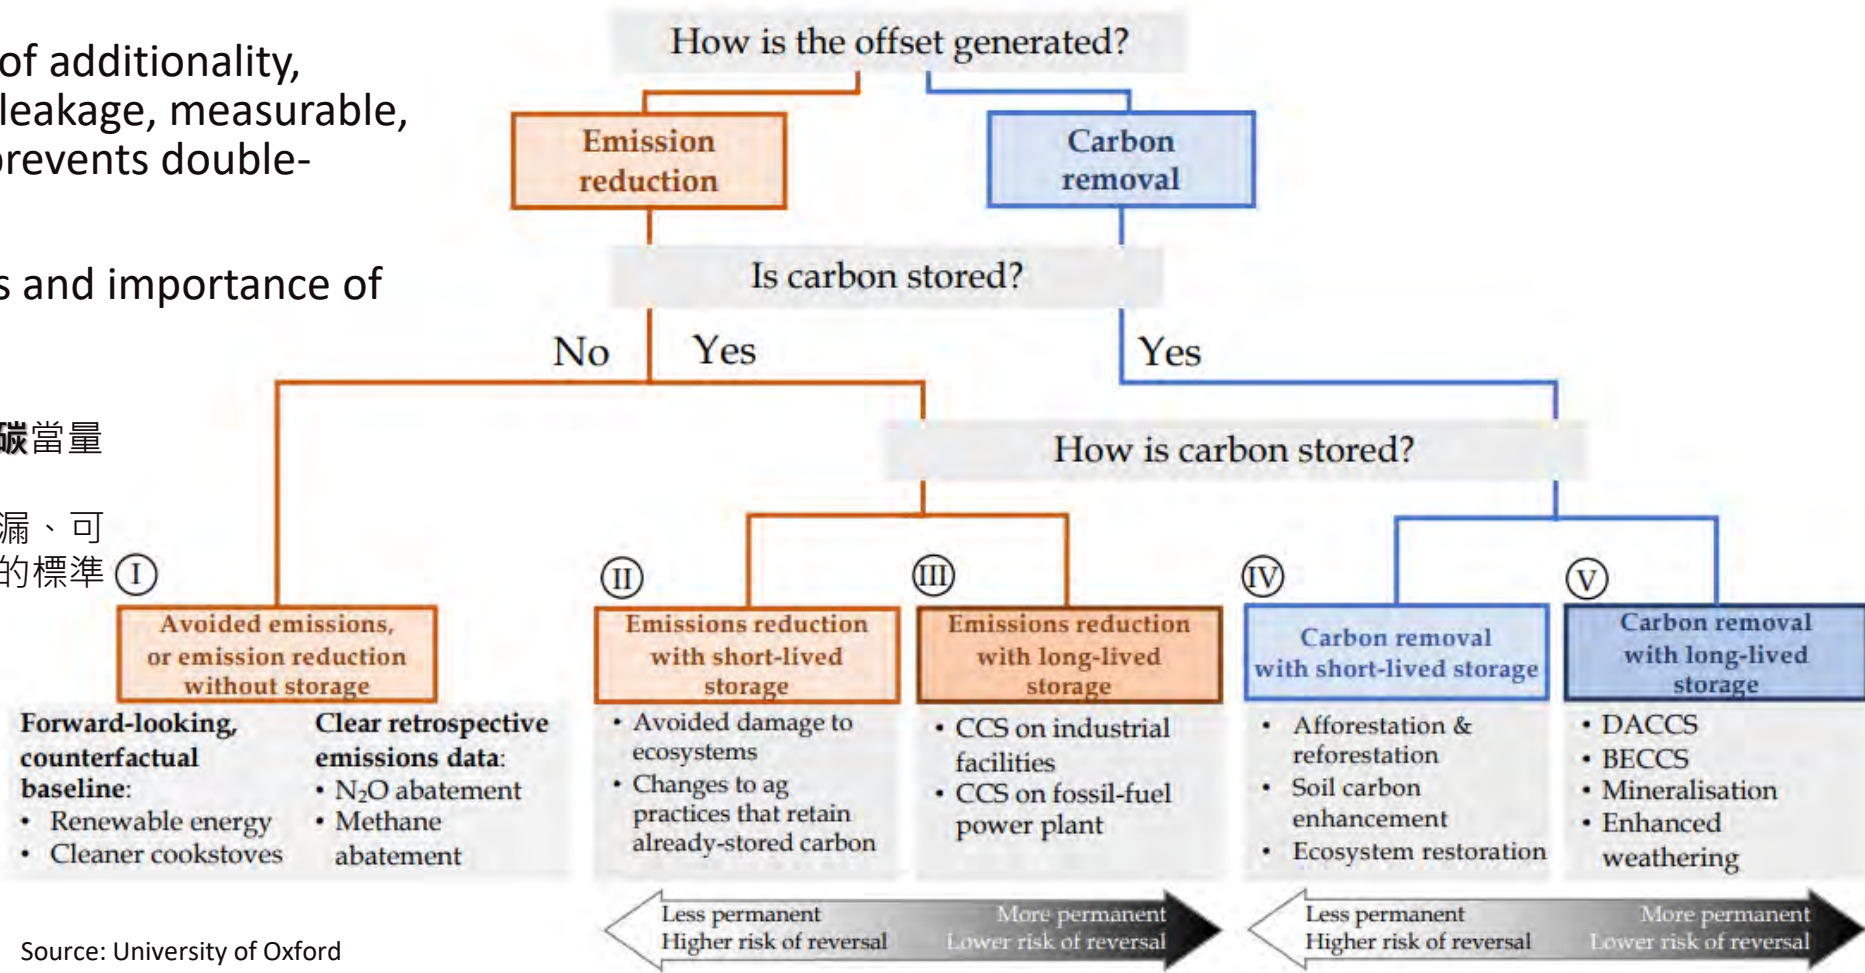 of additionality,
leakage, measurable,
prevents double-
s and importance of
碳當量
漏、可
的標準
How is the offset generated?
Emission
reduction
Carbon
removal
Is carbon stored?
No
Yes
Yes
How is carbon stored?
I
Avoided emissions,
or emission reduction
without storage
Forward-looking,
counterfactual
baseline:
• Renewable energy
• Cleaner cookstoves
Clear retrospective
emissions data:
• N₂O abatement
• Methane
abatement
II
Emissions reduction
with short-lived
storage
• Avoided damage to
ecosystems
• Changes to ag
practices that retain
already-stored carbon
III
Emissions reduction
with long-lived
storage
• CCS on industrial
facilities
• CCS on fossil-fuel
power plant
IV
Carbon removal
with short-lived storage
• Afforestation &
reforestation
• Soil carbon
enhancement
• Ecosystem restoration
V
Carbon removal
with long-lived
storage
• DACCS
• BECCS
• Mineralisation
• Enhanced
weathering
Less permanent
Higher risk of reversal
More permanent
Lower risk of reversal
Less permanent
Higher risk of reversal
More permanent
Lower risk of reversal
Source: University of Oxford